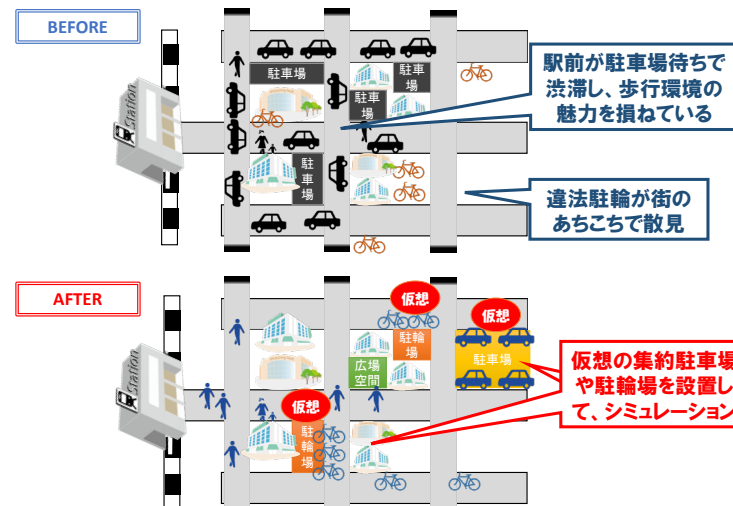 BEFORE
駅前が駐車場待ちで
渋滞し、歩行環境の
魅力を損ねている
駐車場
駐車
場
駐車
場
Station
駐
車
場
違法駐輪が街の
あちこちで散見
AFTER
仮想
仮想
駐輪
場
駐車場
広場
空間
仮想の集約駐車場
や駐輪場を設置し
て、シミュレーション
Station
仮想
駐
輪
場